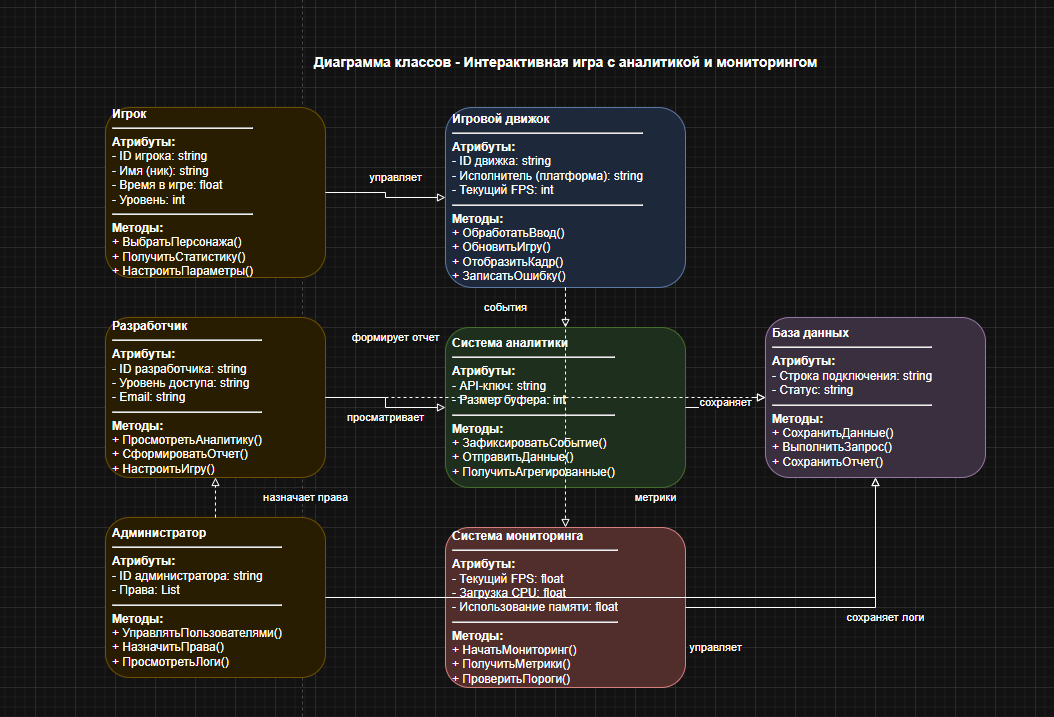 Диаграмма классов - Интерактивная игра с аналитикой и мониторингом
Игрок
Атрибуты:
- ID игрока: string
- Имя (ник): string
- Время в игре: float
- Уровень: int
Методы:
+ ВыбратьПерсонажа()
+ ПолучитьСтатистику()
+ НастроитьПараметры()
управляет
Игровой движок
Атрибуты:
- ID движка: string
- Исполнитель (платформа): string
- Текущий FPS: int
Методы:
+ ОбработатьВвод()
+ ОбновитьИгру()
+ ОтобразитьКадр()
+ ЗаписатьОшибку()
события
формирует отчет
Разработчик
Атрибуты:
- ID разработчика: string
- Уровень доступа: string
- Email: string
Методы:
+ ПросмотретьАналитику()
+ СформироватьОтчет()
+ НастроитьИгру()
просматривает
Система аналитики
Атрибуты:
- API-ключ: string
- Размер буфера: int
Методы:
+ ЗафиксироватьСобытие()
+ ОтправитьДанные()
+ ПолучитьАгрегированные()
сохраняет
База данных
Атрибуты:
- Строка подключения: string
- Статус: string
Методы:
+ СохранитьДанные()
+ ВыполнитьЗапрос()
+ СохранитьОтчет()
назначает права
метрики
Администратор
Атрибуты:
- ID администратора: string
- Права: List
Методы:
+ УправлятьПользователями()
+ НазначитьПрава()
+ ПросмотретьЛоги()
Система мониторинга
Атрибуты:
- Текущий FPS: float
- Загрузка CPU: float
- Использование памяти: float
Методы:
+ НачатьМониторинг()
+ ПолучитьМетрики()
+ ПроверитьПороги()
сохраняет логи
управляет